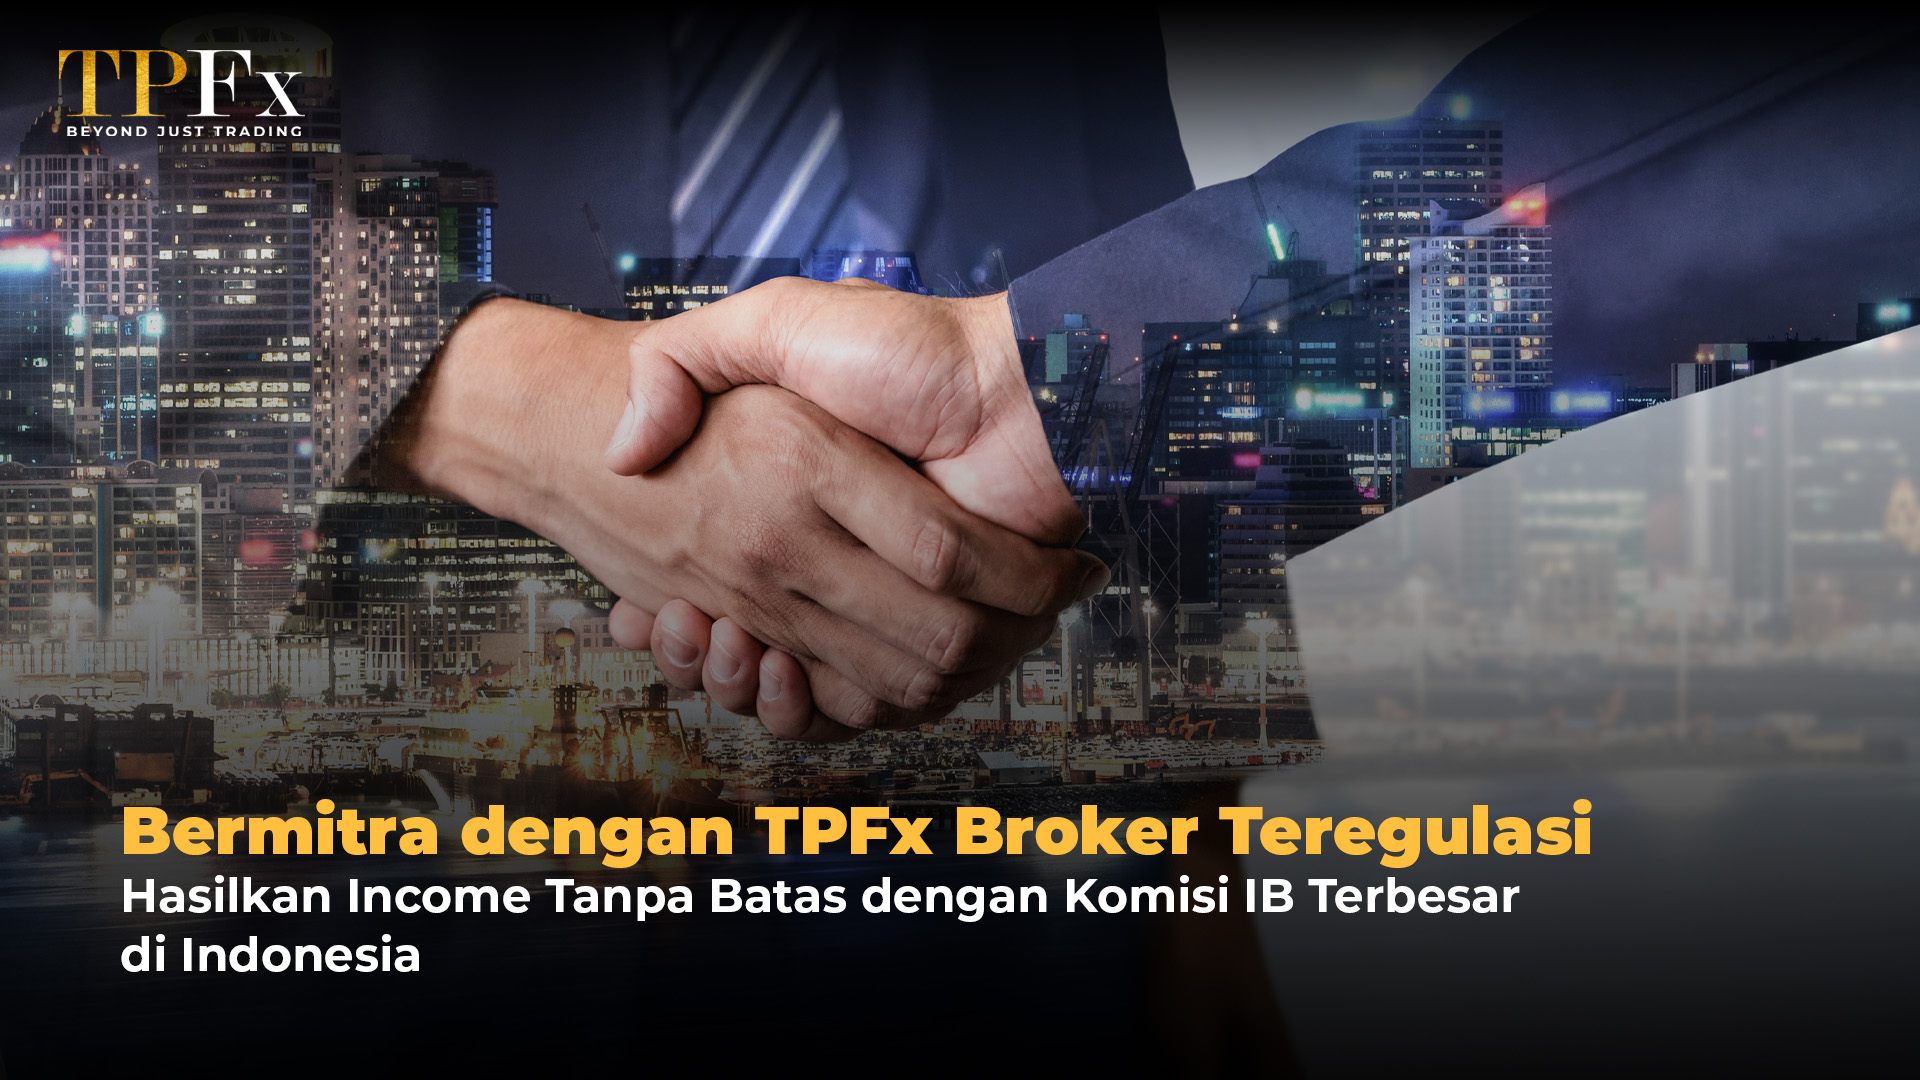 TPFx
BEYOND JUST TRADING
Bermitra dengan TPFx Broker Teregulasi
Hasilkan Income Tanpa Batas dengan Komisi IB Terbesar
di Indonesia